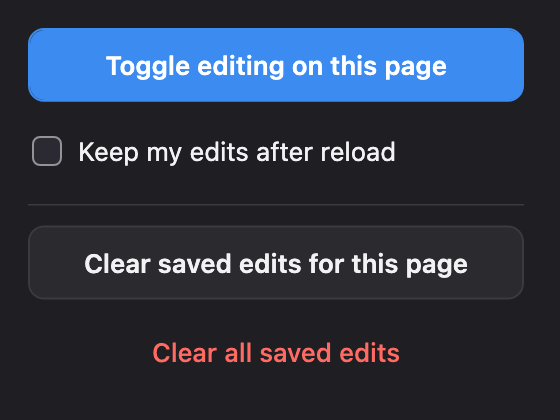 Toggle editing on this page
Keep my edits after reload
Clear saved edits for this page
Clear all saved edits